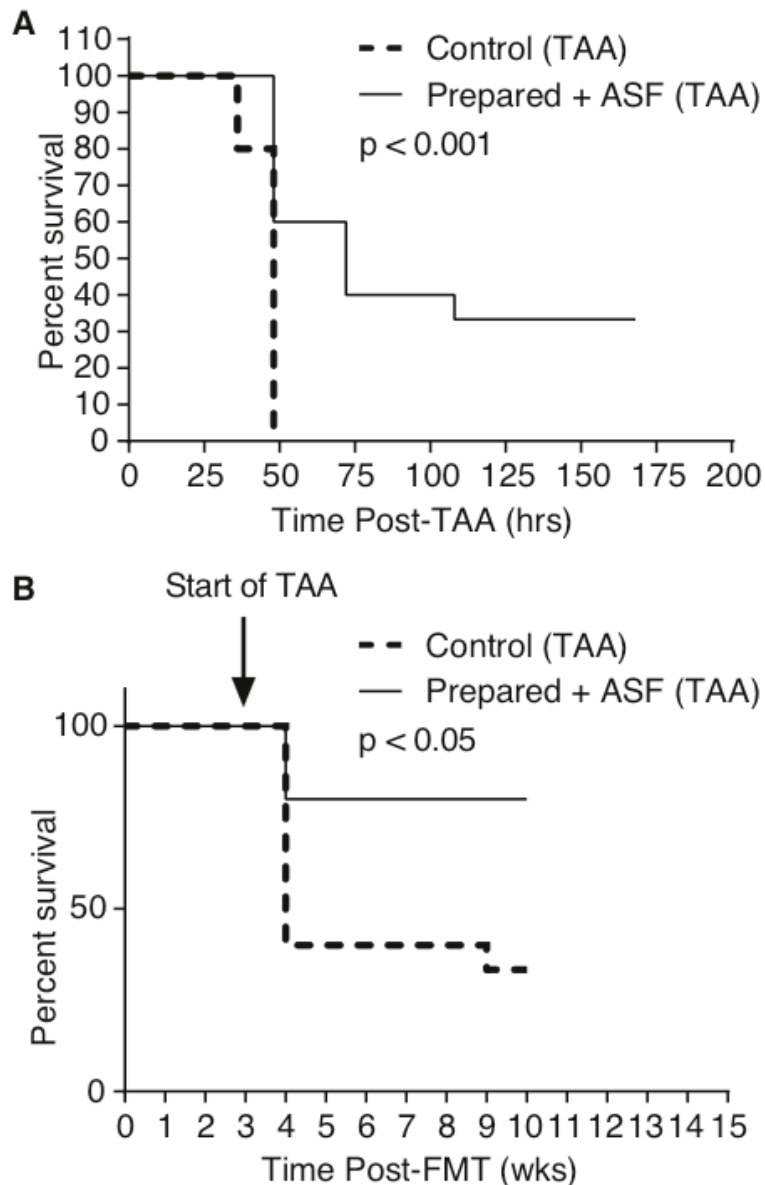 A
110
100
90
80
70
60
50
40
30
20
10
0
Percent survival
Control (TAA)
Prepared + ASF (TAA)
p < 0.001
0 25 50 75 100 125 150 175 200
Time Post-TAA (hrs)
B
Start of TAA
Control (TAA)
Prepared + ASF (TAA)
p < 0.05
100
50
0
Percent survival
0 1 2 3 4 5 6 7 8 9 10 11 12 13 14 15
Time Post-FMT (wks)